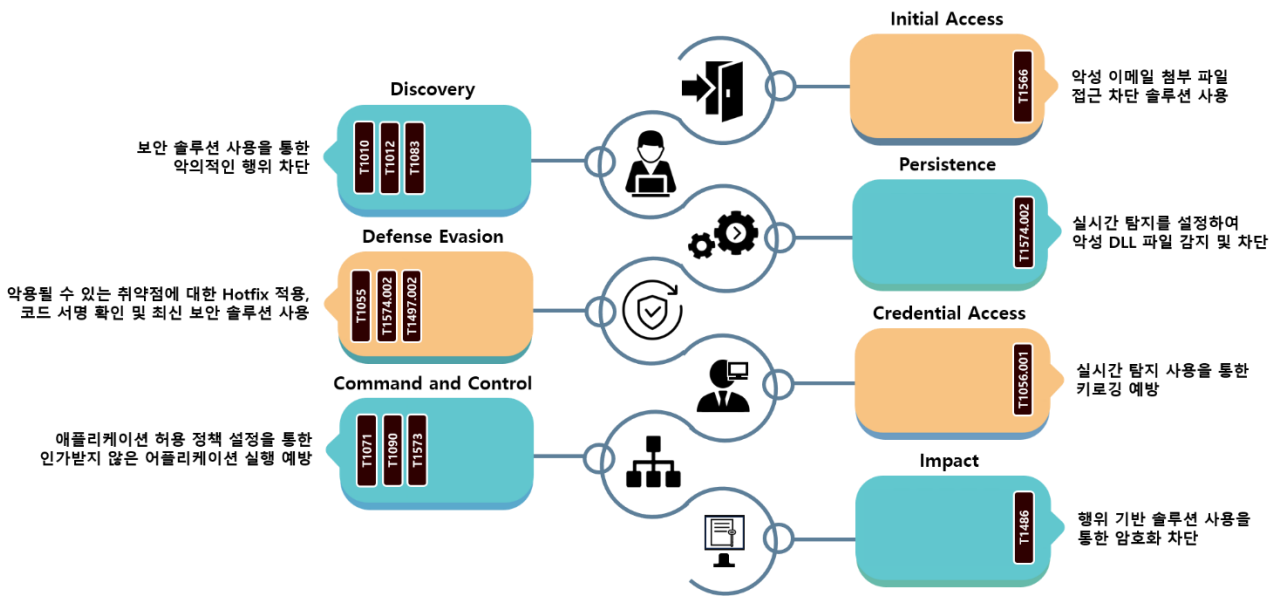 Initial Access
T1566
악성 이메일 첨부 파일
접근 차단 솔루션 사용
Discovery
T1010
T1012
T1083
보안 솔루션 사용을 통한
악의적인 행위 차단
Persistence
T1574.002
실시간 탐지를 설정하여
악성 DLL 파일 감지 및 차단
Defense Evasion
T1055
T1574.002
T1497.002
악용될 수 있는 취약점에 대한 Hotfix 적용,
코드 서명 확인 및 최신 보안 솔루션 사용
Credential Access
T1056.001
실시간 탐지 사용을 통한
키로깅 예방
Command and Control
T1071
T1090
T1573
애플리케이션 허용 정책 설정을 통한
인가받지 않은 어플리케이션 실행 예방
Impact
T1486
행위 기반 솔루션 사용을
통한 암호화 차단